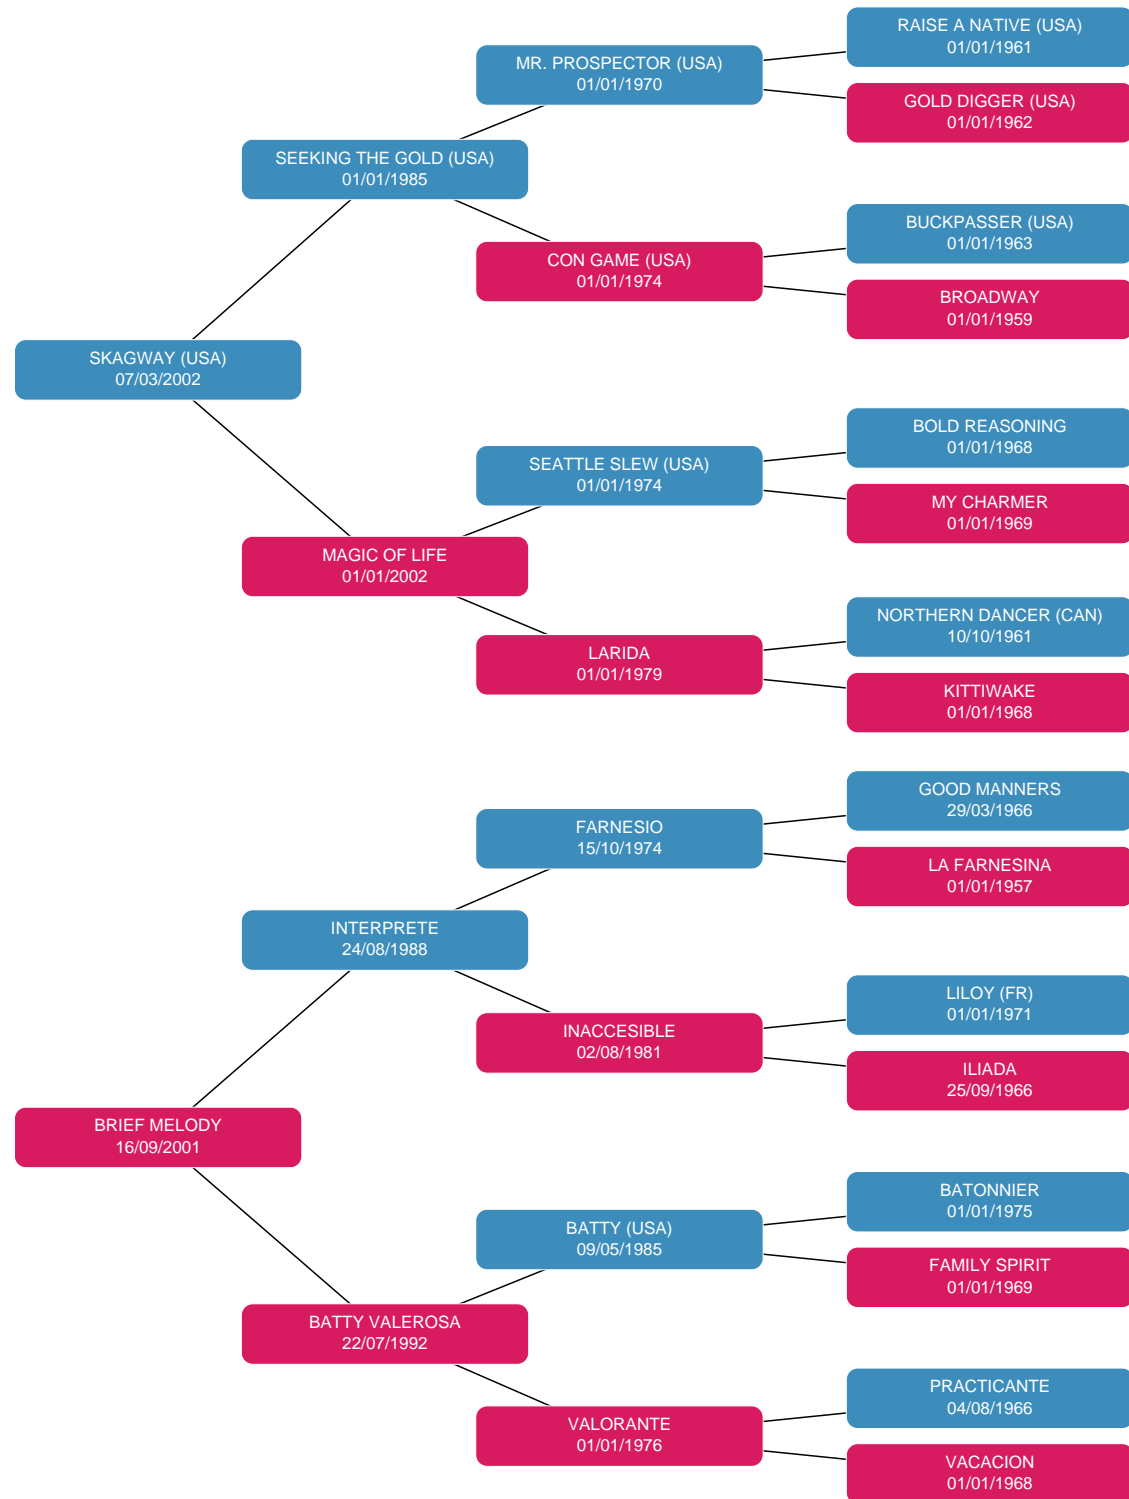 RAISE A NATIVE (USA)
01/01/1961
MR. PROSPECTOR (USA)
01/01/1970
GOLD DIGGER (USA)
01/01/1962
SEEKING THE GOLD (USA)
01/01/1985
BUCKPASSER (USA)
01/01/1963
CON GAME (USA)
01/01/1974
BROADWAY
01/01/1959
SKAGWAY (USA)
07/03/2002
BOLD REASONING
01/01/1968
SEATTLE SLEW (USA)
01/01/1974
MY CHARMER
01/01/1969
MAGIC OF LIFE
01/01/2002
NORTHERN DANCER (CAN)
10/10/1961
LARIDA
01/01/1979
KITTIWAKE
01/01/1968
GOOD MANNERS
29/03/1966
FARNESIO
15/10/1974
LA FARNESINA
01/01/1957
INTERPRETE
24/08/1988
LILOY (FR)
01/01/1971
INACCESIBLE
02/08/1981
ILIADA
25/09/1966
BRIEF MELODY
16/09/2001
BATONNIER
01/01/1975
BATTY (USA)
09/05/1985
FAMILY SPIRIT
01/01/1969
BATTY VALEROSA
22/07/1992
PRACTICANTE
04/08/1966
VALORANTE
01/01/1976
VACACION
01/01/1968